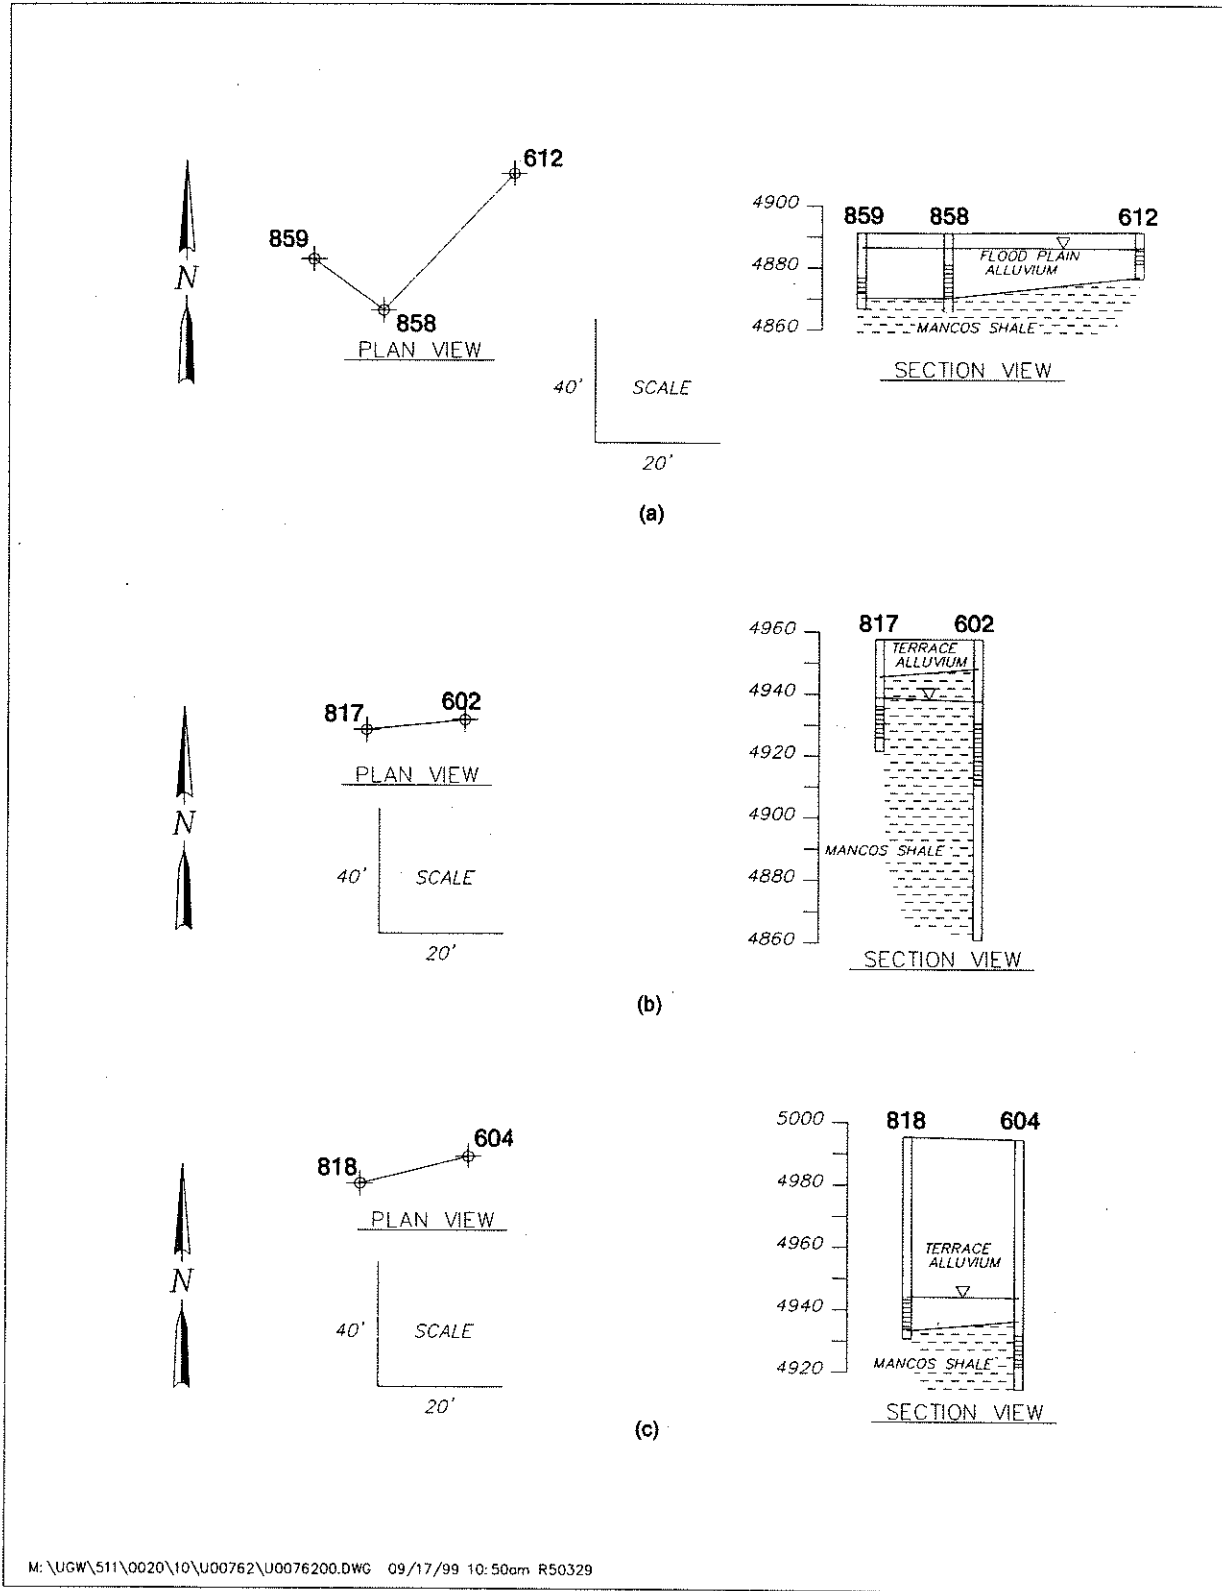 612
859
858
N
PLAN VIEW
4900
4880
4860
859 858 612
FLOOD PLAIN
ALLUVIUM
MANCOS SHALE
SECTION VIEW
40' SCALE
20'
(a)
817 602
N
PLAN VIEW
40' SCALE
20'
4960
4940
4920
4900
4880
4860
817 602
TERRACE
ALLUVIUM
MANCOS SHALE
SECTION VIEW
(b)
818 604
N
PLAN VIEW
40' SCALE
20'
5000
4980
4960
4940
4920
818 604
TERRACE
ALLUVIUM
MANCOS SHALE
SECTION VIEW
(c)
M:\UGW\511\0020\10\U00762\U0076200.DWG 09/17/99 10:50am R50329